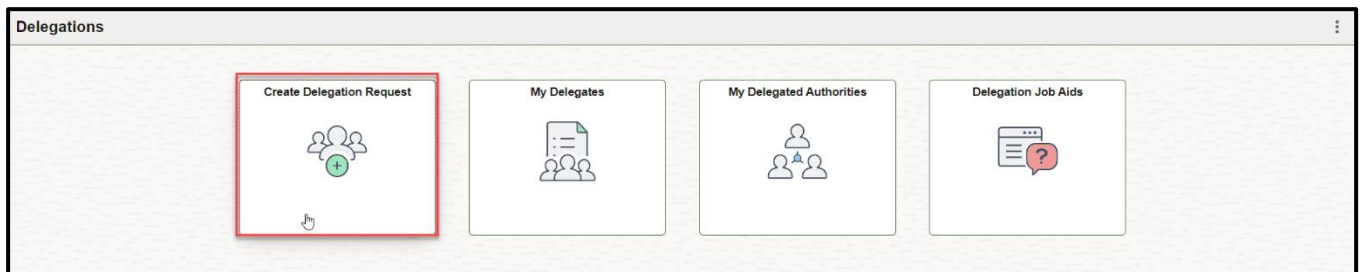 Delegations
Create Delegation Request
My Delegates
My Delegated Authorities
Delegation Job Aids
?